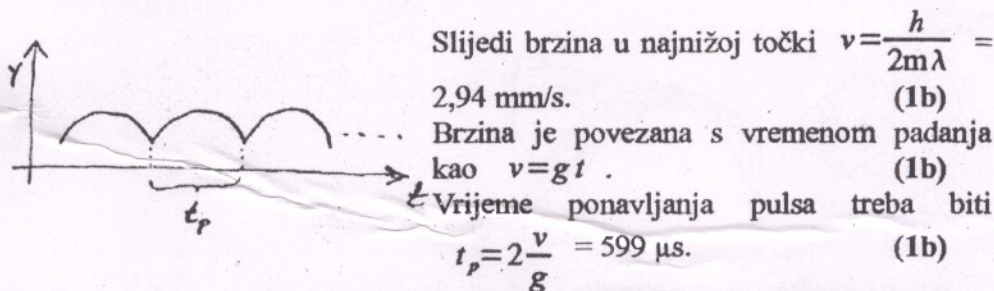 Y
t
t_p
Slijedi brzina u najnižoj točki v = h / 2mλ =
2,94 mm/s. (1b)
Brzina je povezana s vremenom padanja
kao v=gt . (1b)
Vrijeme ponavljanja pulsa treba biti
t_p = 2 v/g = 599 μs. (1b)